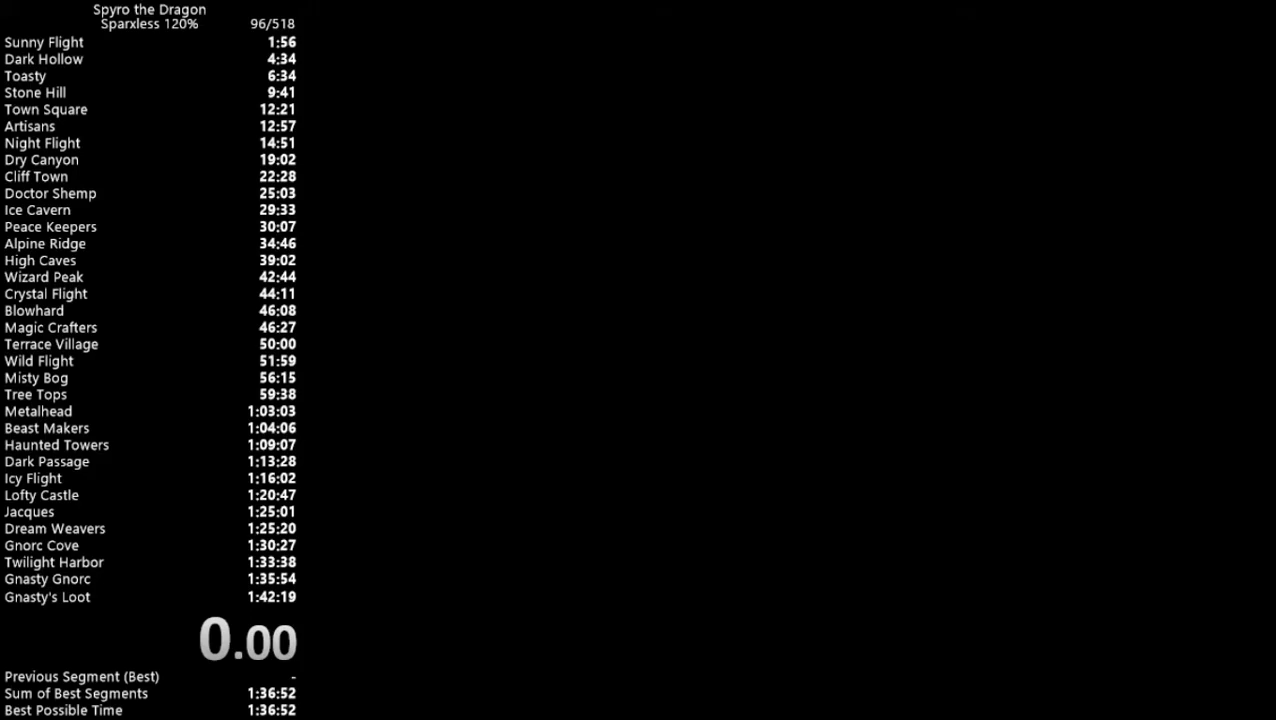 Spyro the Dragon
Sparxless 120% 96/518
Sunny Flight 1:56
Dark Hollow 4:34
Toasty 6:34
Stone Hill 9:41
Town Square 12:21
Artisans 12:57
Night Flight 14:51
Dry Canyon 19:02
Cliff Town 22:28
Doctor Shemp 25:03
Ice Cavern 29:33
Peace Keepers 30:07
Alpine Ridge 34:46
High Caves 39:02
Wizard Peak 42:44
Crystal Flight 44:11
Blowhard 46:08
Magic Crafters 46:27
Terrace Village 50:00
Wild Flight 51:59
Misty Bog 56:15
Tree Tops 59:38
Metalhead 1:03:03
Beast Makers 1:04:06
Haunted Towers 1:09:07
Dark Passage 1:13:28
Icy Flight 1:16:02
Lofty Castle 1:20:47
Jacques 1:25:01
Dream Weavers 1:25:20
Gnorc Cove 1:30:27
Twilight Harbor 1:33:38
Gnasty Gnorc 1:35:54
Gnasty's Loot 1:42:19
0.00
Previous Segment (Best) -
Sum of Best Segments 1:36:52
Best Possible Time 1:36:52